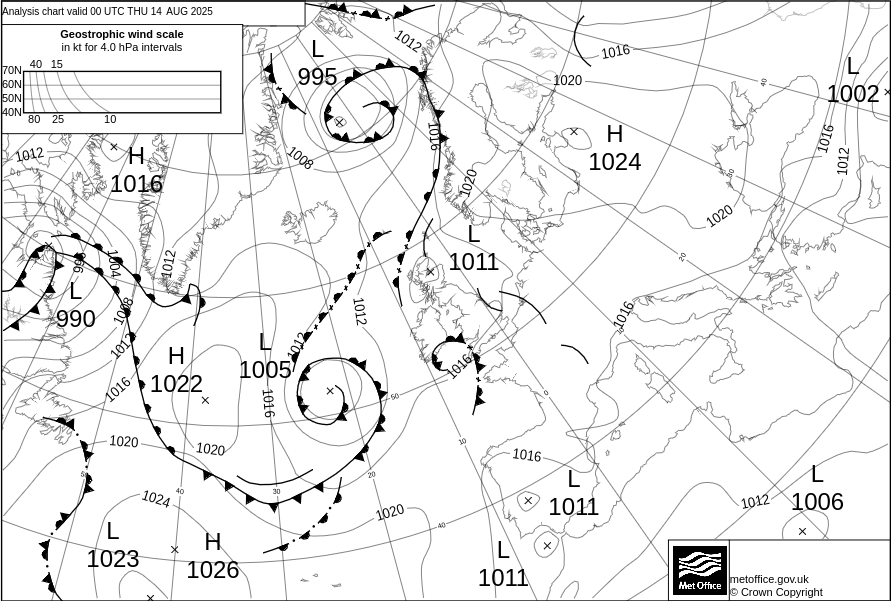 Analysis chart valid 00 UTC THU 14 AUG 2025
Geostrophic wind scale
in kt for 4.0 hPa intervals
40 15
70N
60N
50N
40N
80 25 10
L
995
1012
1016
1020
L
1002
1012
H
1016
1008
1016
H
1024
1016
1012
1020
1020
40
30
20
L
1011
996
1004
1012
L
990
1008
1012
1012
1016
L
1005
1012
H
1022
1016
1016
1016
50
0
1020
1020
10
1016
50
40
30
20
1024
1020
40
L
1011
1012
L
1006
L
1023
H
1026
L
1011
Met Office
metoffice.gov.uk
© Crown Copyright